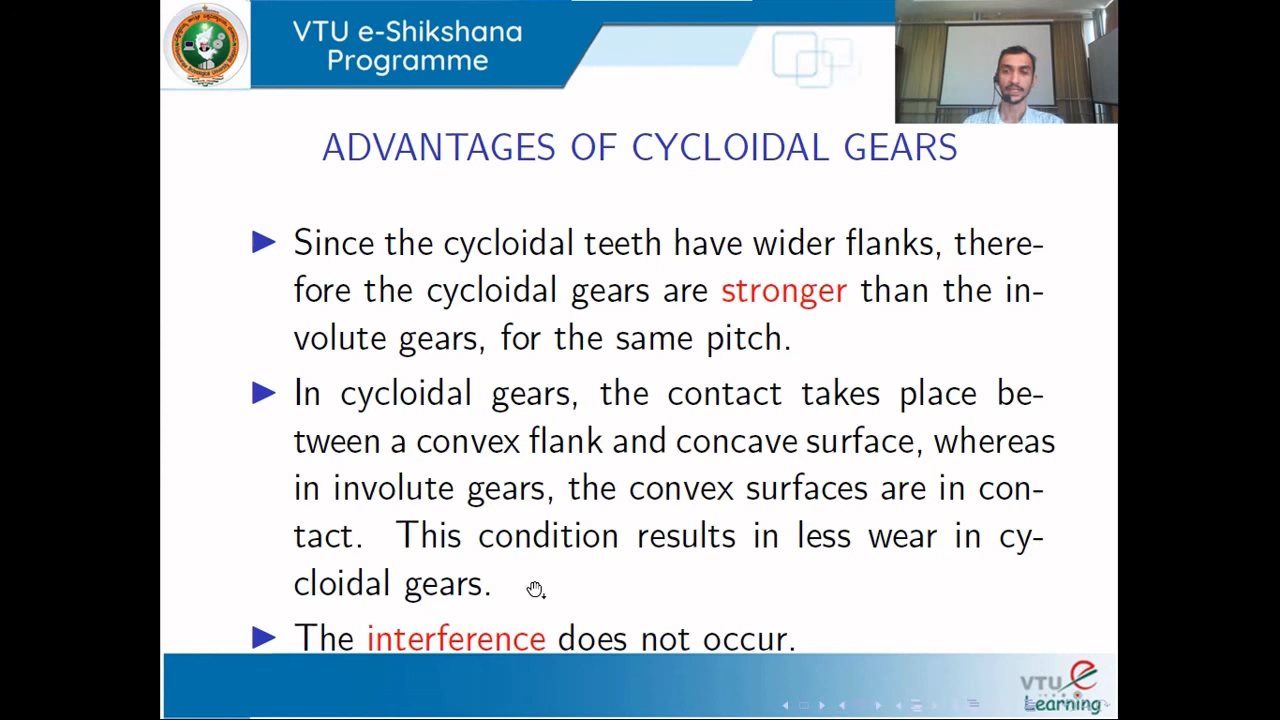 VTU e-Shikshana
Programme
ADVANTAGES OF CYCLOIDAL GEARS
Since the cycloidal teeth have wider flanks, there-
fore the cycloidal gears are stronger than the in-
volute gears, for the same pitch.
In cycloidal gears, the contact takes place be-
tween a convex flank and concave surface, whereas
in involute gears, the convex surfaces are in con-
tact. This condition results in less wear in cy-
cloidal gears.
The interference does not occur.
VTU e
Learning